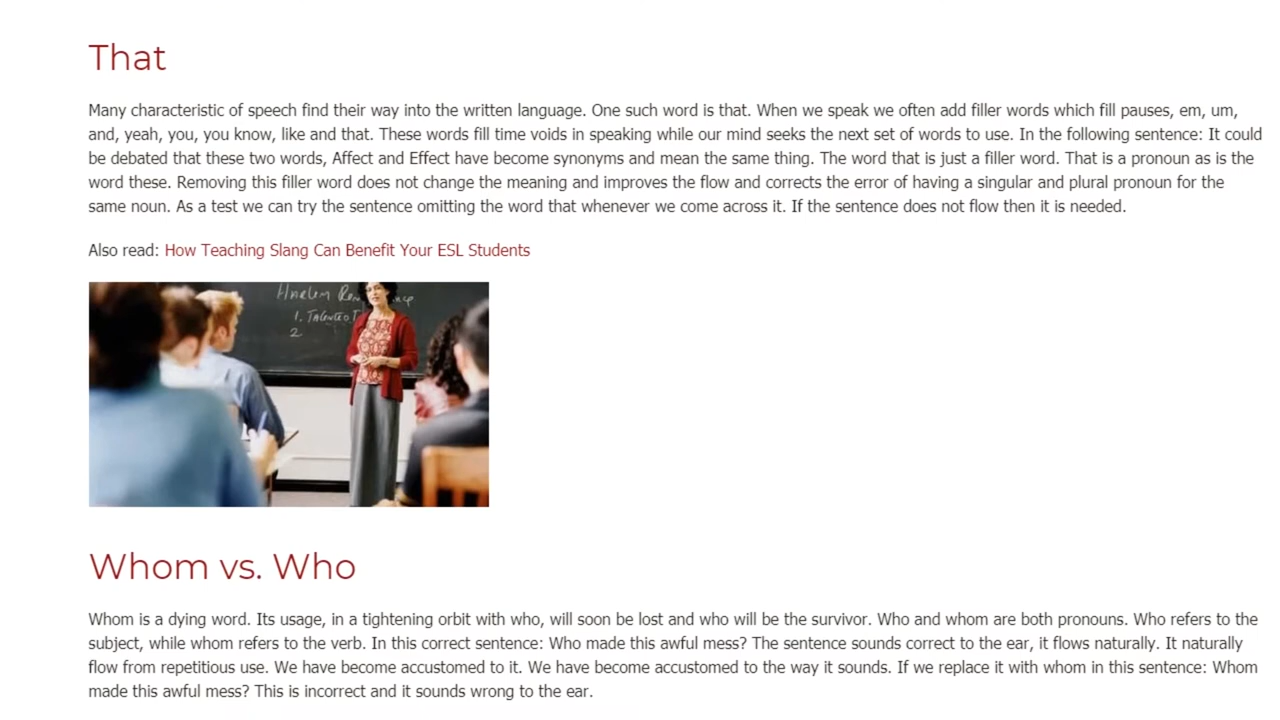 That
Many characteristic of speech find their way into the written language. One such word is that. When we speak we often add filler words which fill pauses, em, um,
and, yeah, you, you know, like and that. These words fill time voids in speaking while our mind seeks the next set of words to use. In the following sentence: It could
be debated that these two words, Affect and Effect have become synonyms and mean the same thing. The word that is just a filler word. That is a pronoun as is the
word these. Removing this filler word does not change the meaning and improves the flow and corrects the error of having a singular and plural pronoun for the
same noun. As a test we can try the sentence omitting the word that whenever we come across it. If the sentence does not flow then it is needed.
Also read: How Teaching Slang Can Benefit Your ESL Students
Harlem
1. Talented
2
Whom vs. Who
Whom is a dying word. Its usage, in a tightening orbit with who, will soon be lost and who will be the survivor. Who and whom are both pronouns. Who refers to the
subject, while whom refers to the verb. In this correct sentence: Who made this awful mess? The sentence sounds correct to the ear, it flows naturally. It naturally
flow from repetitious use. We have become accustomed to it. We have become accustomed to the way it sounds. If we replace it with whom in this sentence: Whom
made this awful mess? This is incorrect and it sounds wrong to the ear.